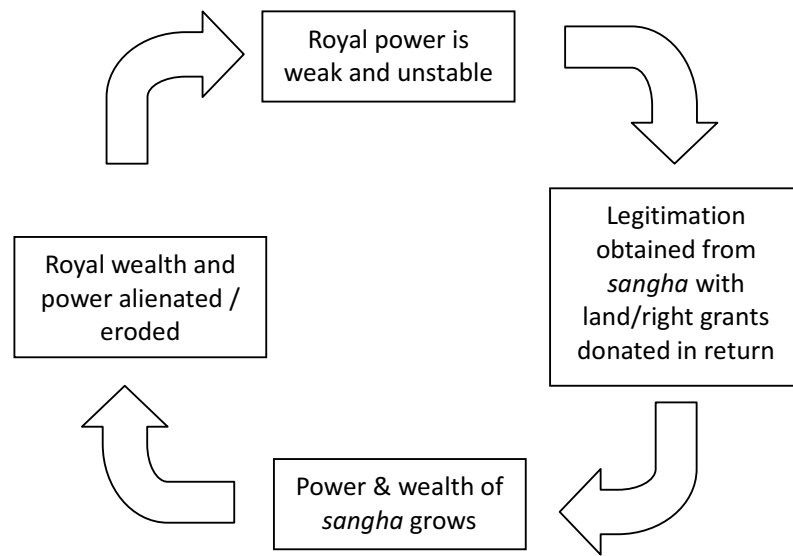 Royal power is
weak and unstable
Legitimation
obtained from
sangha with
land/right grants
donated in return
Power & wealth of
sangha grows
Royal wealth and
power alienated /
eroded